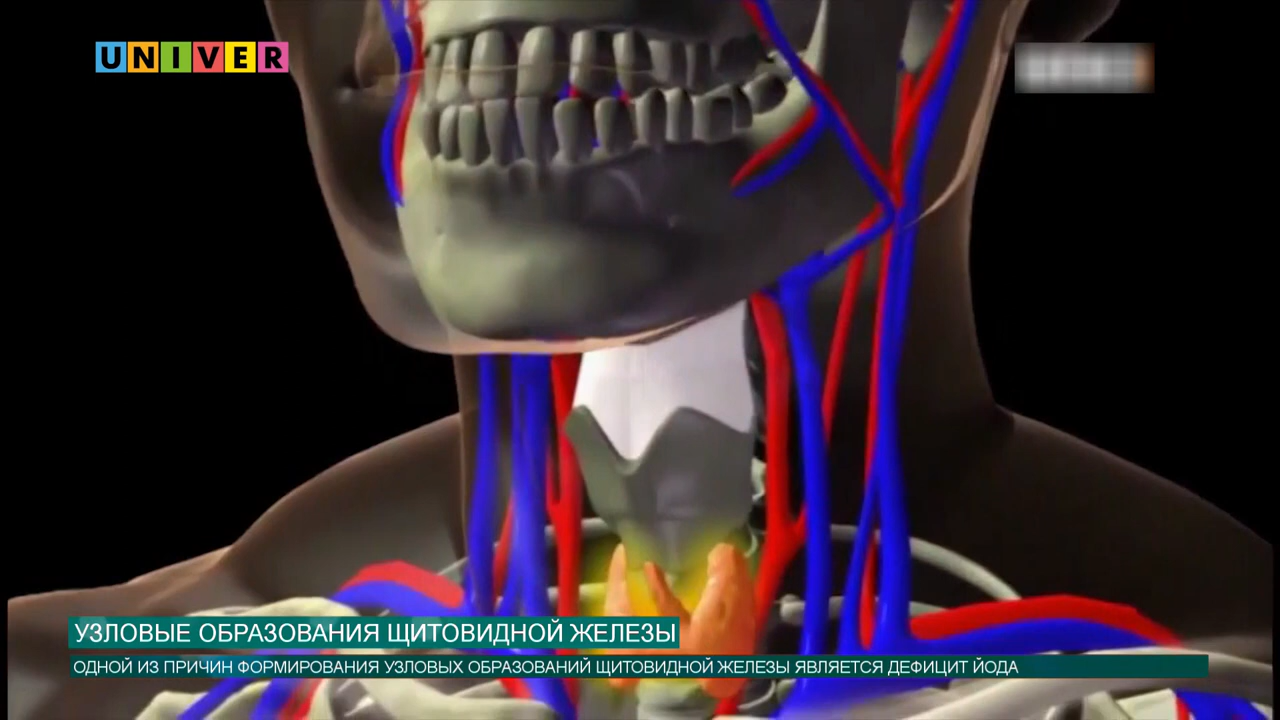 UNIVER
УЗЛОВЫЕ ОБРАЗОВАНИЯ ЩИТОВИДНОЙ ЖЕЛЕЗЫ
ОДНОЙ ИЗ ПРИЧИН ФОРМИРОВАНИЯ УЗЛОВЫХ ОБРАЗОВАНИЙ ЩИТОВИДНОЙ ЖЕЛЕЗЫ ЯВЛЯЕТСЯ ДЕФИЦИТ ЙОДА